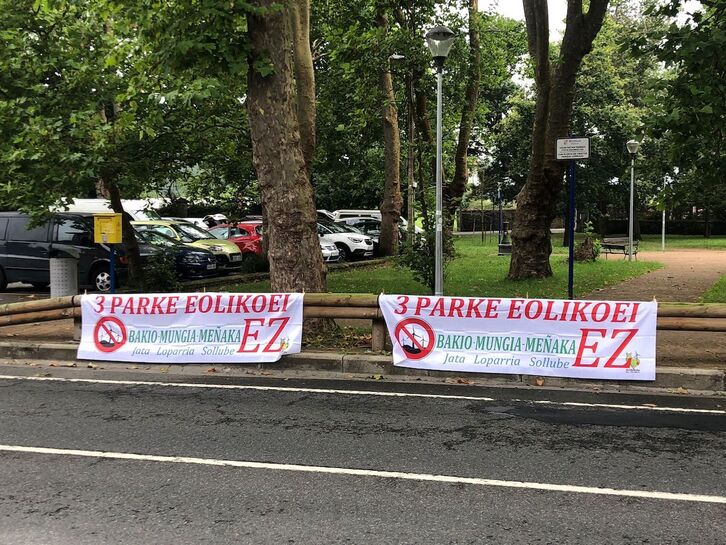 3 PARKE EOLIKOEI
BAKIO-MUNGIA-MEÑAKA
EZ
Jata Loparria Sollube
3 PARKE EOLIKOEI
BAKIO·MUNGIA·MEÑAKA
EZ
Jata Loparria Sollube